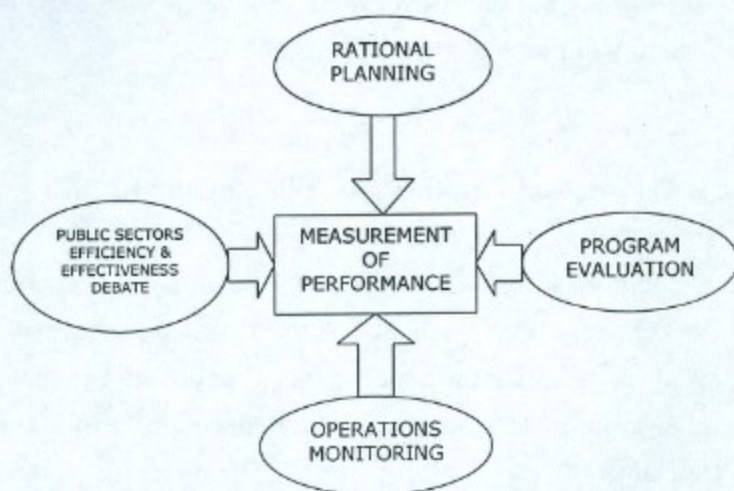 RATIONAL
PLANNING
PUBLIC SECTORS
EFFICIENCY &
EFFECTIVENESS
DEBATE
MEASUREMENT
OF
PERFORMANCE
PROGRAM
EVALUATION
OPERATIONS
MONITORING